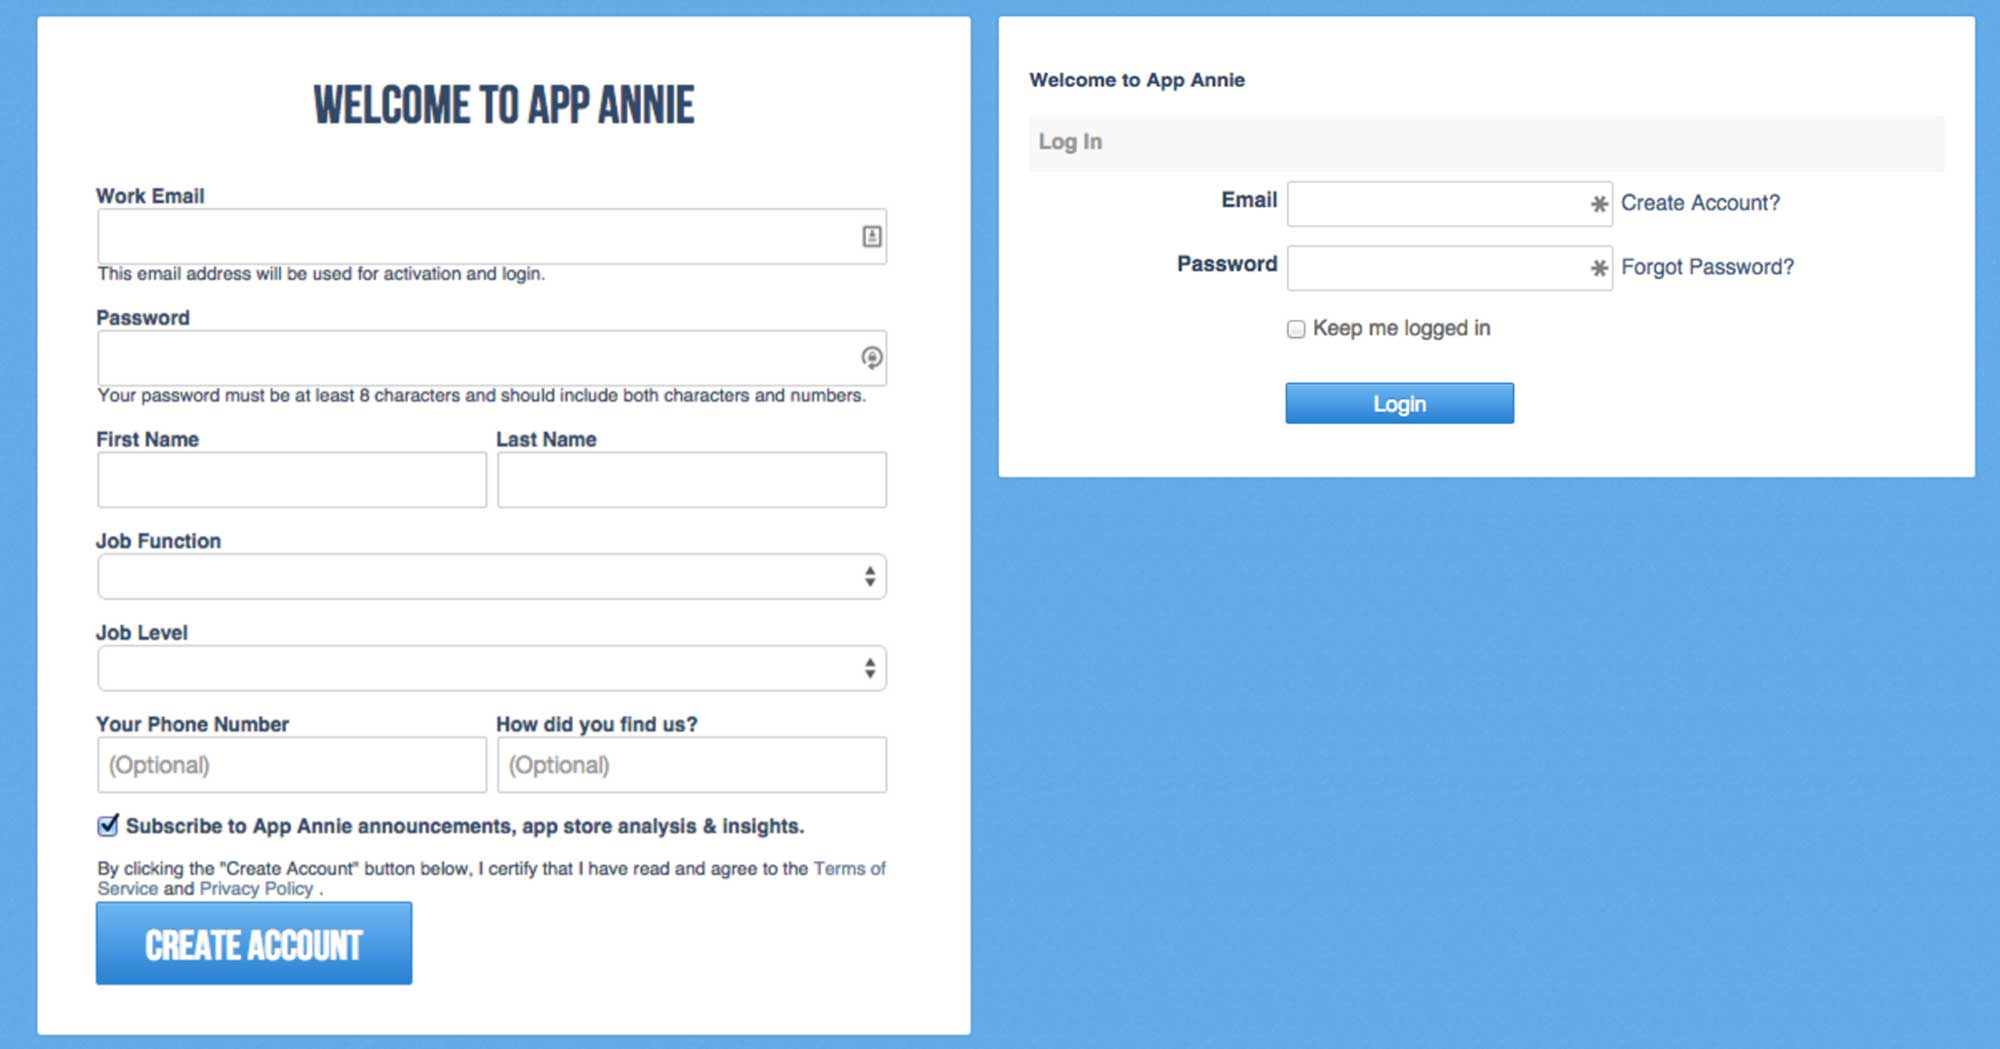 WELCOME TO APP ANNIE
Work Email
This email address will be used for activation and login.
Password
Your password must be at least 8 characters and should include both characters and numbers.
First Name Last Name
Job Function
Job Level
Your Phone Number How did you find us?
(Optional) (Optional)
Subscribe to App Annie announcements, app store analysis & insights.
By clicking the "Create Account" button below, I certify that I have read and agree to the Terms of
Service and Privacy Policy .
CREATE ACCOUNT
Welcome to App Annie
Log In
Email * Create Account?
Password * Forgot Password?
Keep me logged in
Login